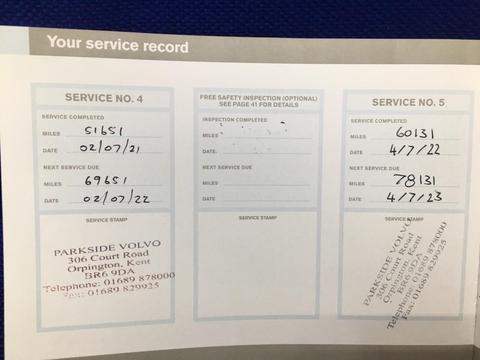 Your service record
SERVICE NO. 4
SERVICE COMPLETED
MILES 51651
DATE 02/07/21
NEXT SERVICE DUE
MILES 69651
DATE 02/07/22
SERVICE STAMP
PARKSIDE VOLVO
306 Court Road
Orpington, Kent
BR6 9DA
Telephone: 01689 878000
Fax: 01689 829925
FREE SAFETY INSPECTION (OPTIONAL)
SEE PAGE 41 FOR DETAILS
INSPECTION COMPLETED
MILES
DATE
NEXT SERVICE DUE
MILES
DATE
SERVICE STAMP
SERVICE NO. 5
SERVICE COMPLETED
MILES 60131
DATE 4/7/22
NEXT SERVICE DUE
MILES 78131
DATE 4/7/23
SERVICE STAMP
PARKSIDE VOLVO
306 Court Road
Orpington, Kent
BR6 9DA
Telephone: 01689 878000
Fax: 01689 829925